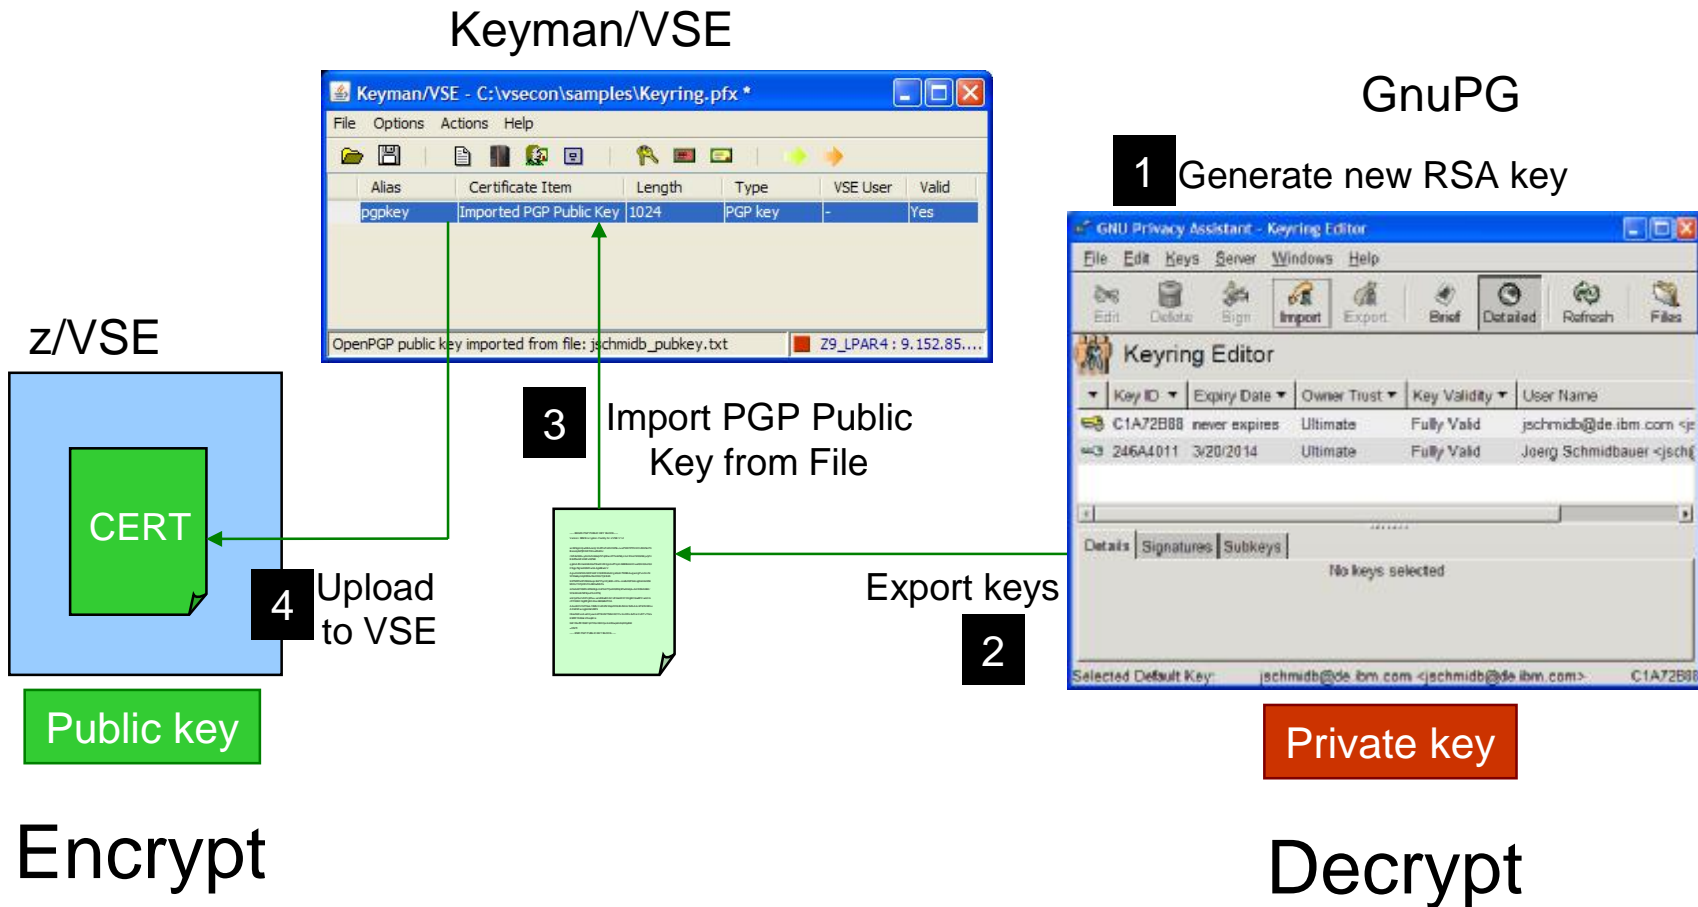 Keyman/VSE
Keyman/VSE - C:\vsecon\samples\Keyring.pfx *
File Options Actions Help
Alias Certificate Item Length Type VSE User Valid
pgpkey Imported PGP Public Key 1024 PGP key - Yes
OpenPGP public key imported from file: jschmidb_pubkey.txt Z9_LPAR4 : 9.152.85....
GnuPG
1 Generate new RSA key
GNU Privacy Assistant - Keyring Editor
File Edit Keys Server Windows Help
Edit Delete Sign Import Export Brief Detailed Refresh Files
Keyring Editor
Key ID Expiry Date Owner Trust Key Validity User Name
C1A72B88 never expires Ultimate Fully Valid jschmidb@de.ibm.com <js
246A4011 3/20/2014 Ultimate Fully Valid Joerg Schmidbauer <jsch
Details Signatures Subkeys
No keys selected
Selected Default Key: jschmidb@de.ibm.com <jschmidb@de.ibm.com> C1A72B88
z/VSE
CERT
3 Import PGP Public
Key from File
4 Upload
to VSE
Export keys
2
Public key
Private key
Encrypt
Decrypt